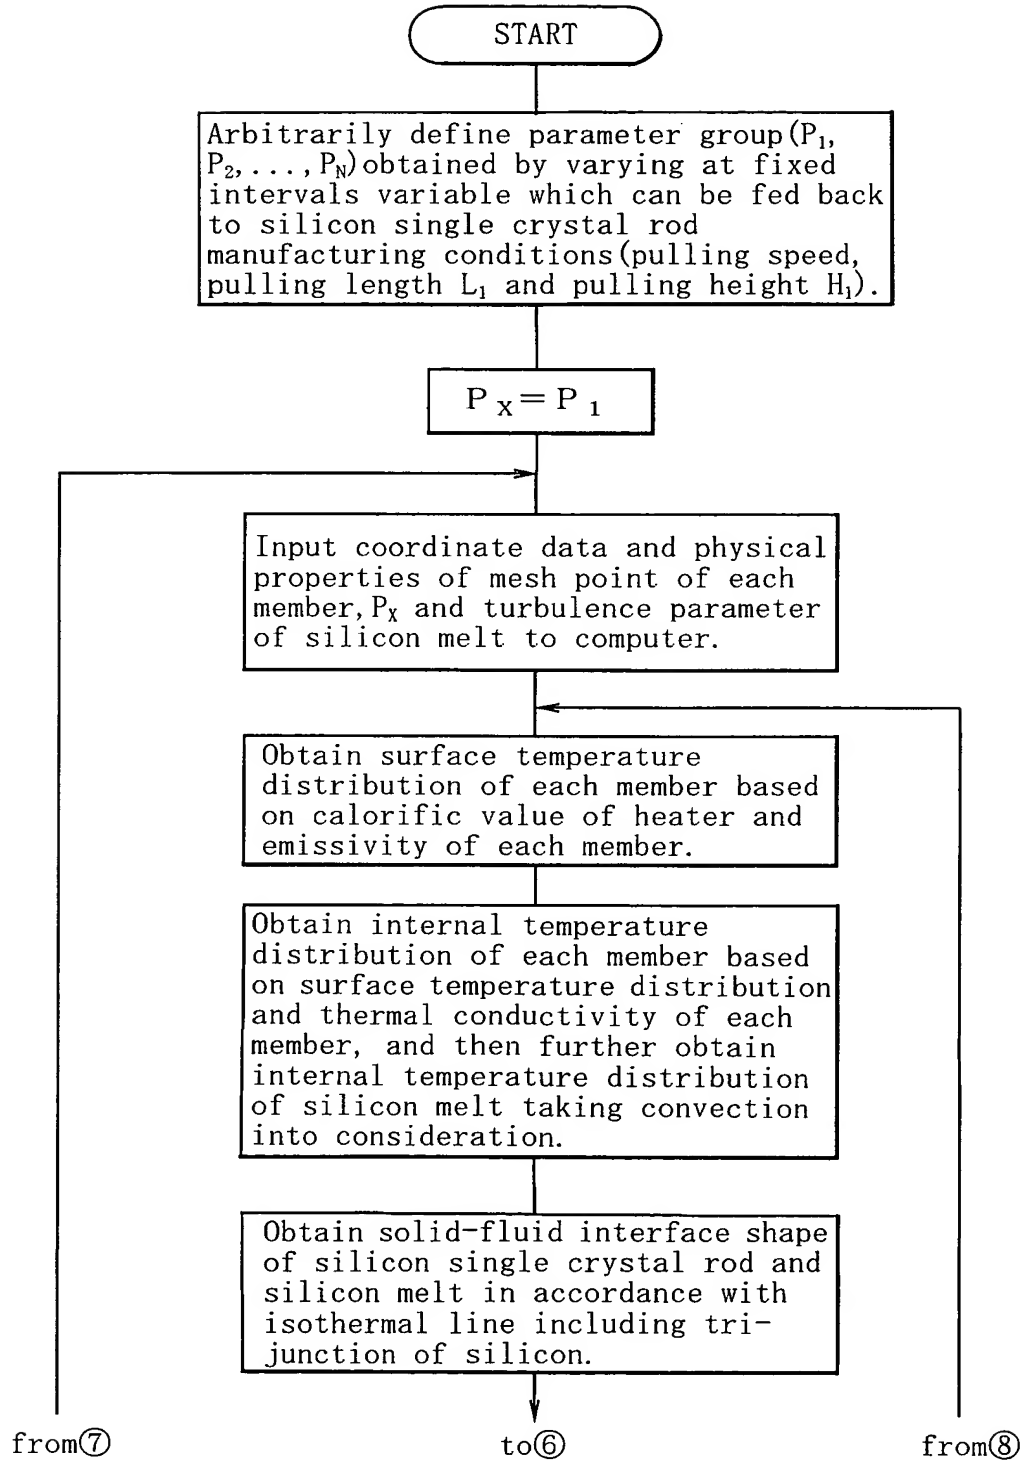 START
Arbitrarily define parameter group(P₁,
P₂,...,P_N)obtained by varying at fixed
intervals variable which can be fed back
to silicon single crystal rod
manufacturing conditions(pulling speed,
pulling length L₁ and pulling height H₁).
P_X=P₁
Input coordinate data and physical
properties of mesh point of each
member,P_X and turbulence parameter
of silicon melt to computer.
Obtain surface temperature
distribution of each member based
on calorific value of heater and
emissivity of each member.
Obtain internal temperature
distribution of each member based
on surface temperature distribution
and thermal conductivity of each
member, and then further obtain
internal temperature distribution
of silicon melt taking convection
into consideration.
Obtain solid-fluid interface shape
of silicon single crystal rod and
silicon melt in accordance with
isothermal line including tri-
junction of silicon.
from⑦
to⑥
from⑧